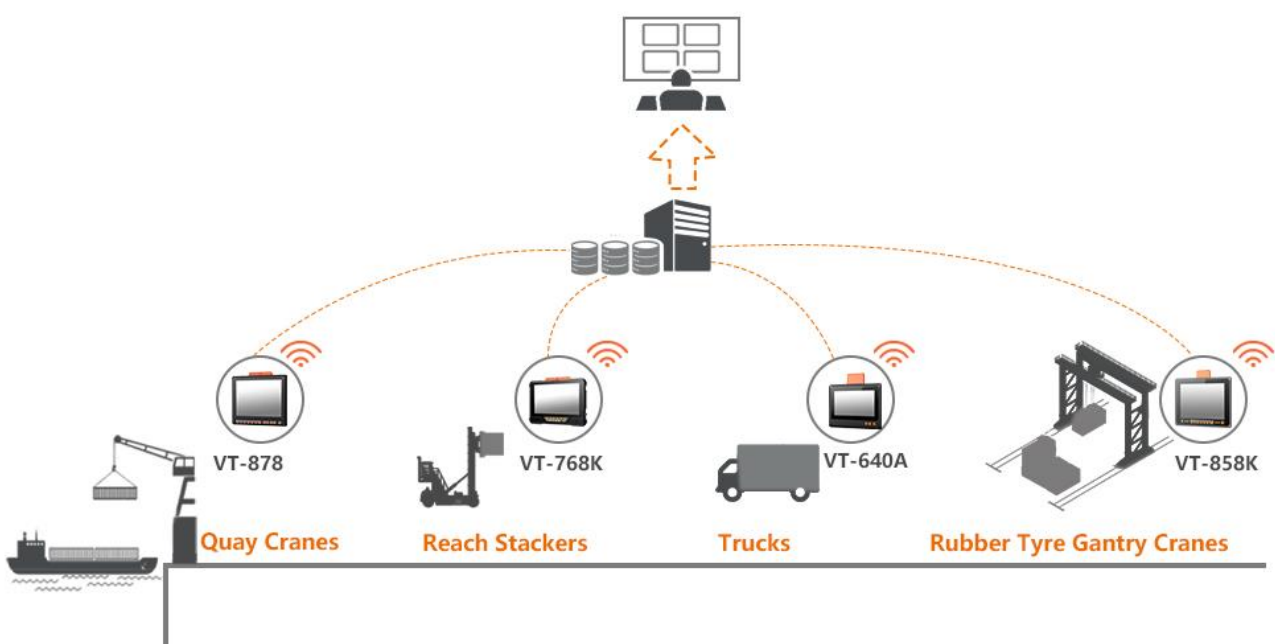 VT-878
VT-768K
VT-640A
VT-858K
Quay Cranes
Reach Stackers
Trucks
Rubber Tyre Gantry Cranes